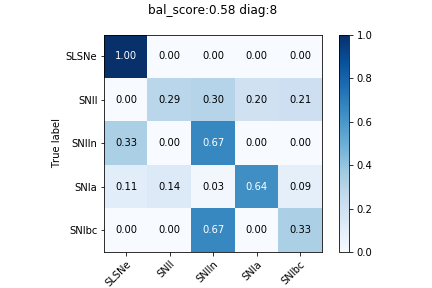 bal_score:0.58 diag:8
True label
SLSNe 1.00 0.00 0.00 0.00 0.00
SNII 0.00 0.29 0.30 0.20 0.21
SNIIn 0.33 0.00 0.67 0.00 0.00
SNIa 0.11 0.14 0.03 0.64 0.09
SNIbc 0.00 0.00 0.67 0.00 0.33
SLSNe SNII SNIIn SNIa SNIbc
1.0
0.8
0.6
0.4
0.2
0.0